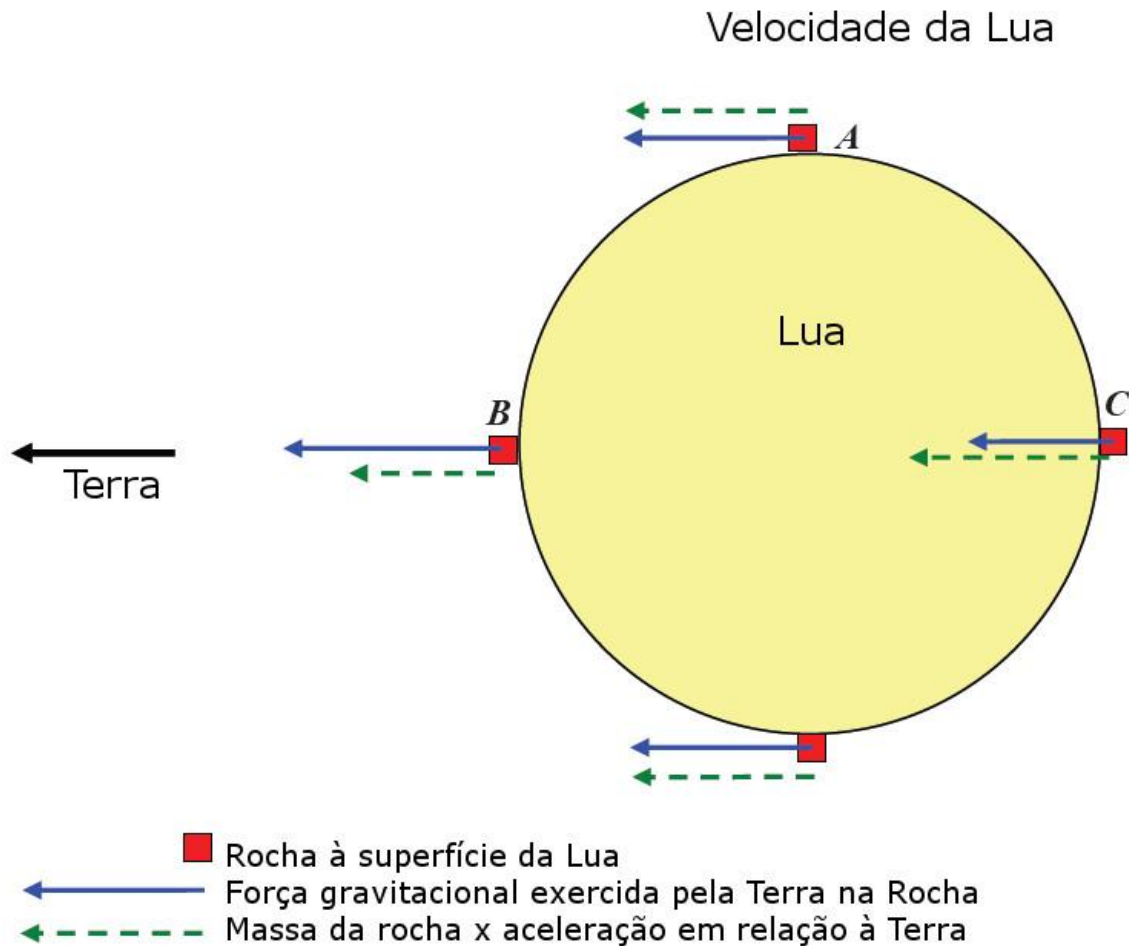 Velocidade da Lua
A
Lua
B
C
Terra
Rocha à superfície da Lua
Força gravitacional exercida pela Terra na Rocha
Massa da rocha x aceleração em relação à Terra